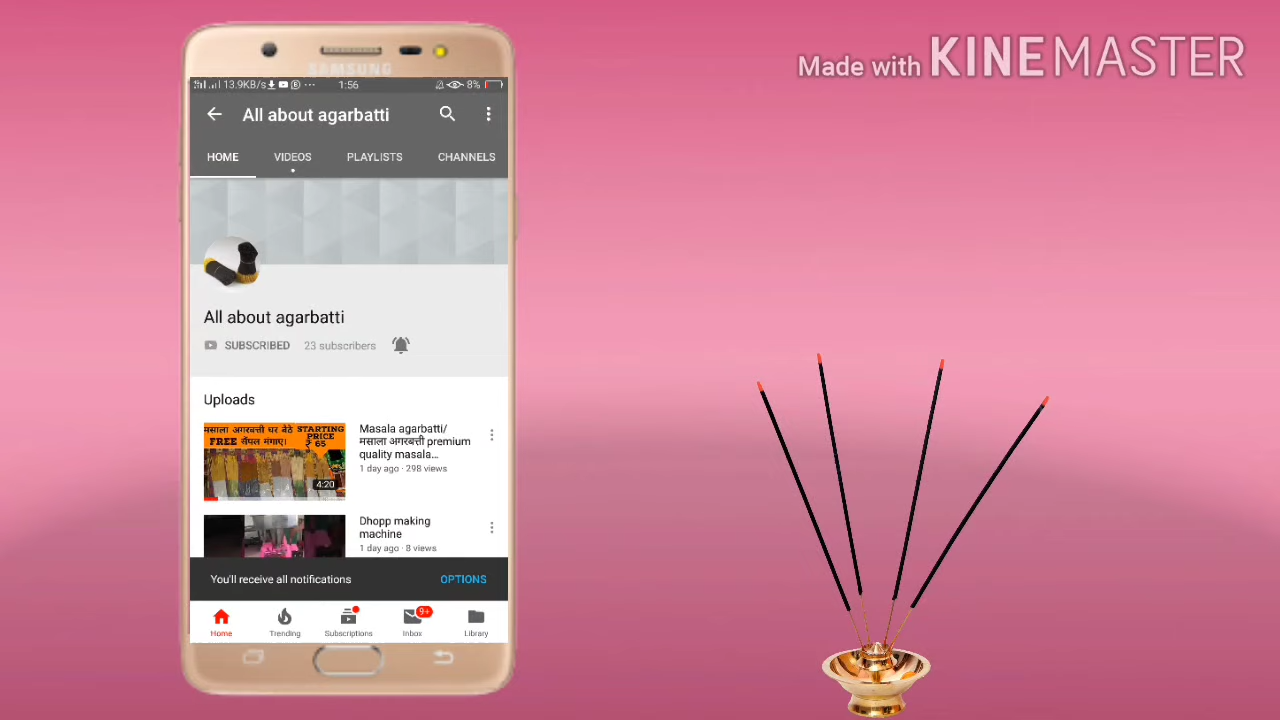 Made with KINEMASTER
SAMSUNG
13.9KB/s ··· 1:56 8%
All about agarbatti
HOME VIDEOS PLAYLISTS CHANNELS
All about agarbatti
SUBSCRIBED 23 subscribers
Uploads
मसाला अगरबत्ती घर बेठे STARTING
FREE सैंपल मंगाए। PRICE
₹ 65
4:20
Masala agarbatti/
मसाला अगरबत्ती premium
quality masala...
1 day ago · 298 views
Dhopp making
machine
1 day ago · 8 views
You'll receive all notifications OPTIONS
9+
Home Trending Subscriptions Inbox Library